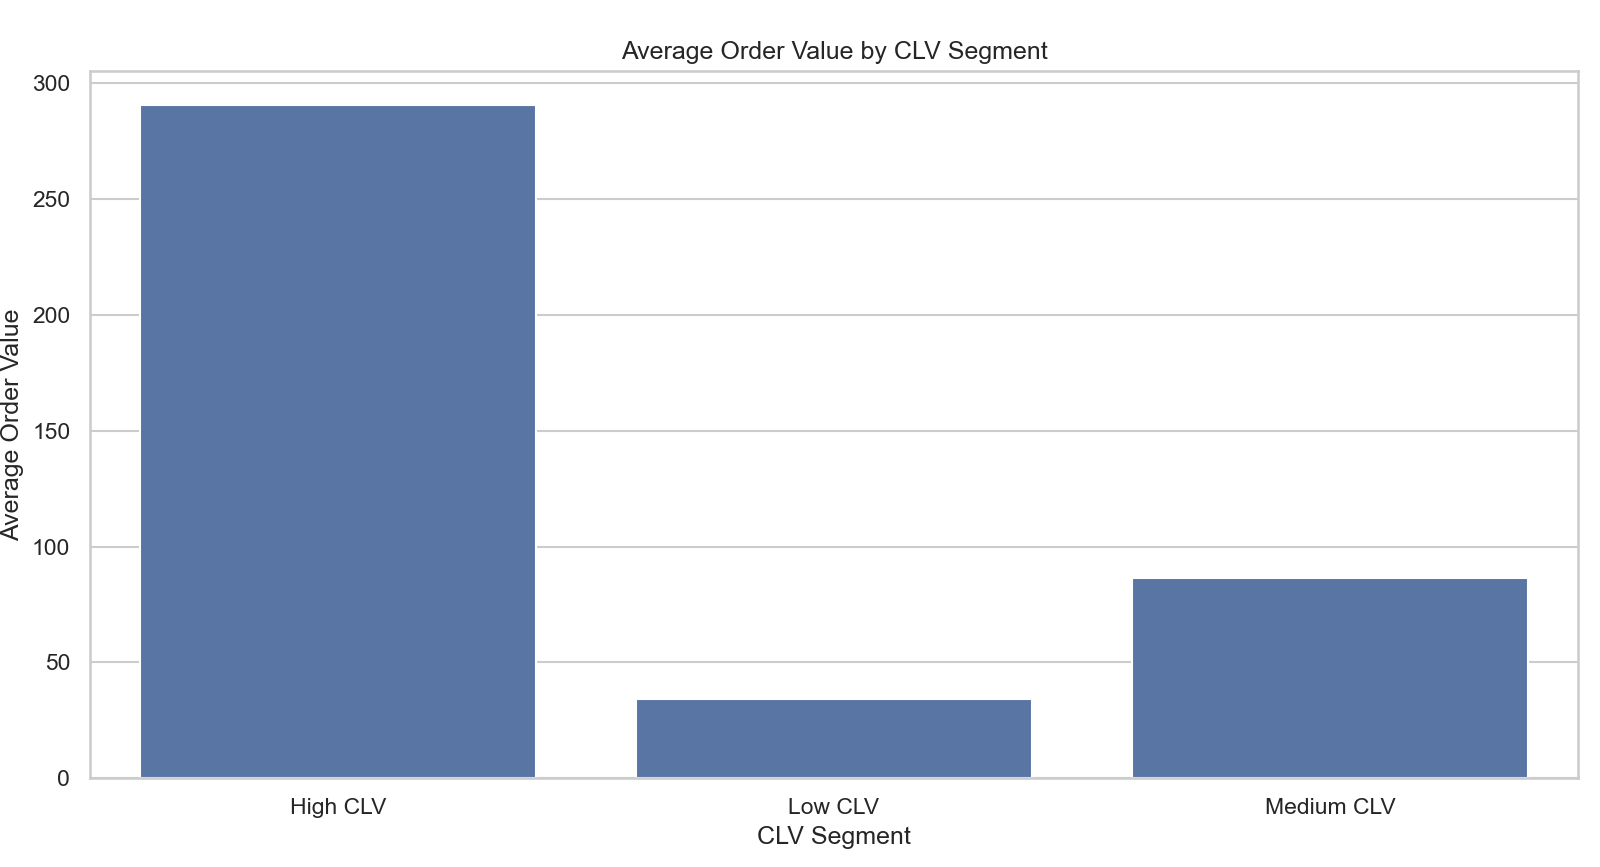 Average Order Value by CLV Segment
300
250
200
150
100
50
0
Average Order Value
High CLV
Low CLV
Medium CLV
CLV Segment